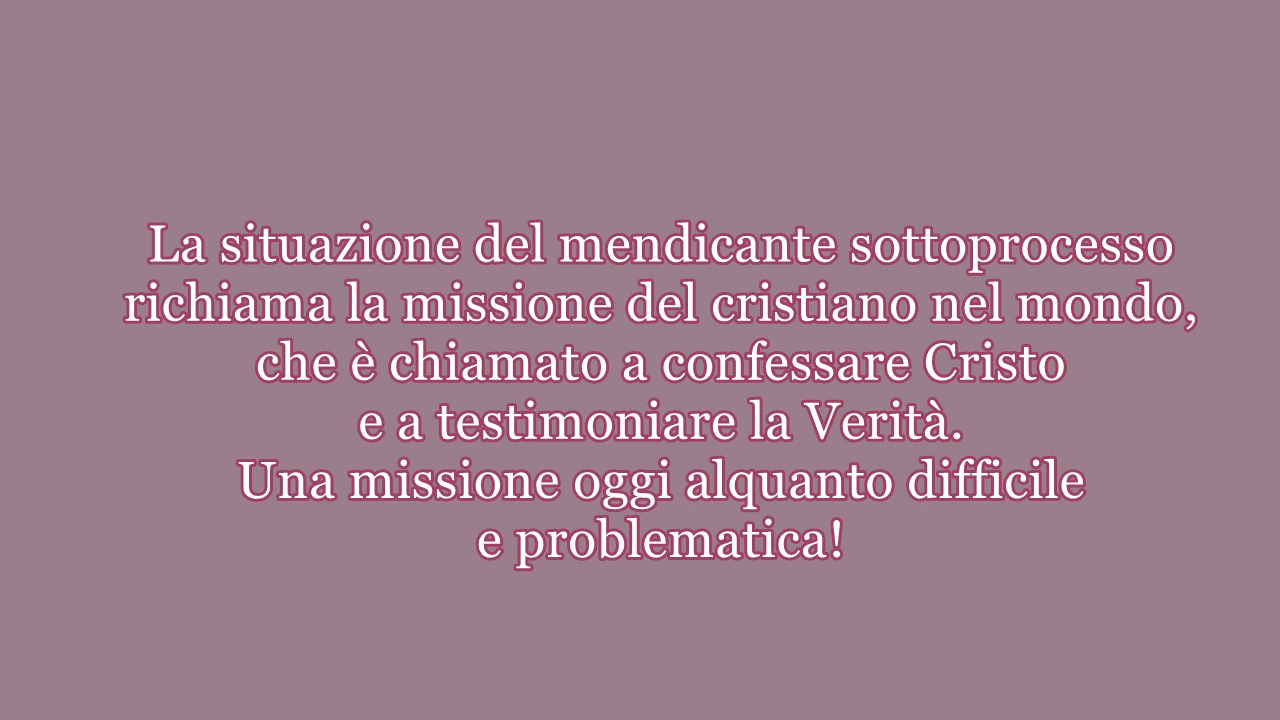 La situazione del mendicante sottoprocesso
richiama la missione del cristiano nel mondo,
che è chiamato a confessare Cristo
e a testimoniare la Verità.
Una missione oggi alquanto difficile
e problematica!